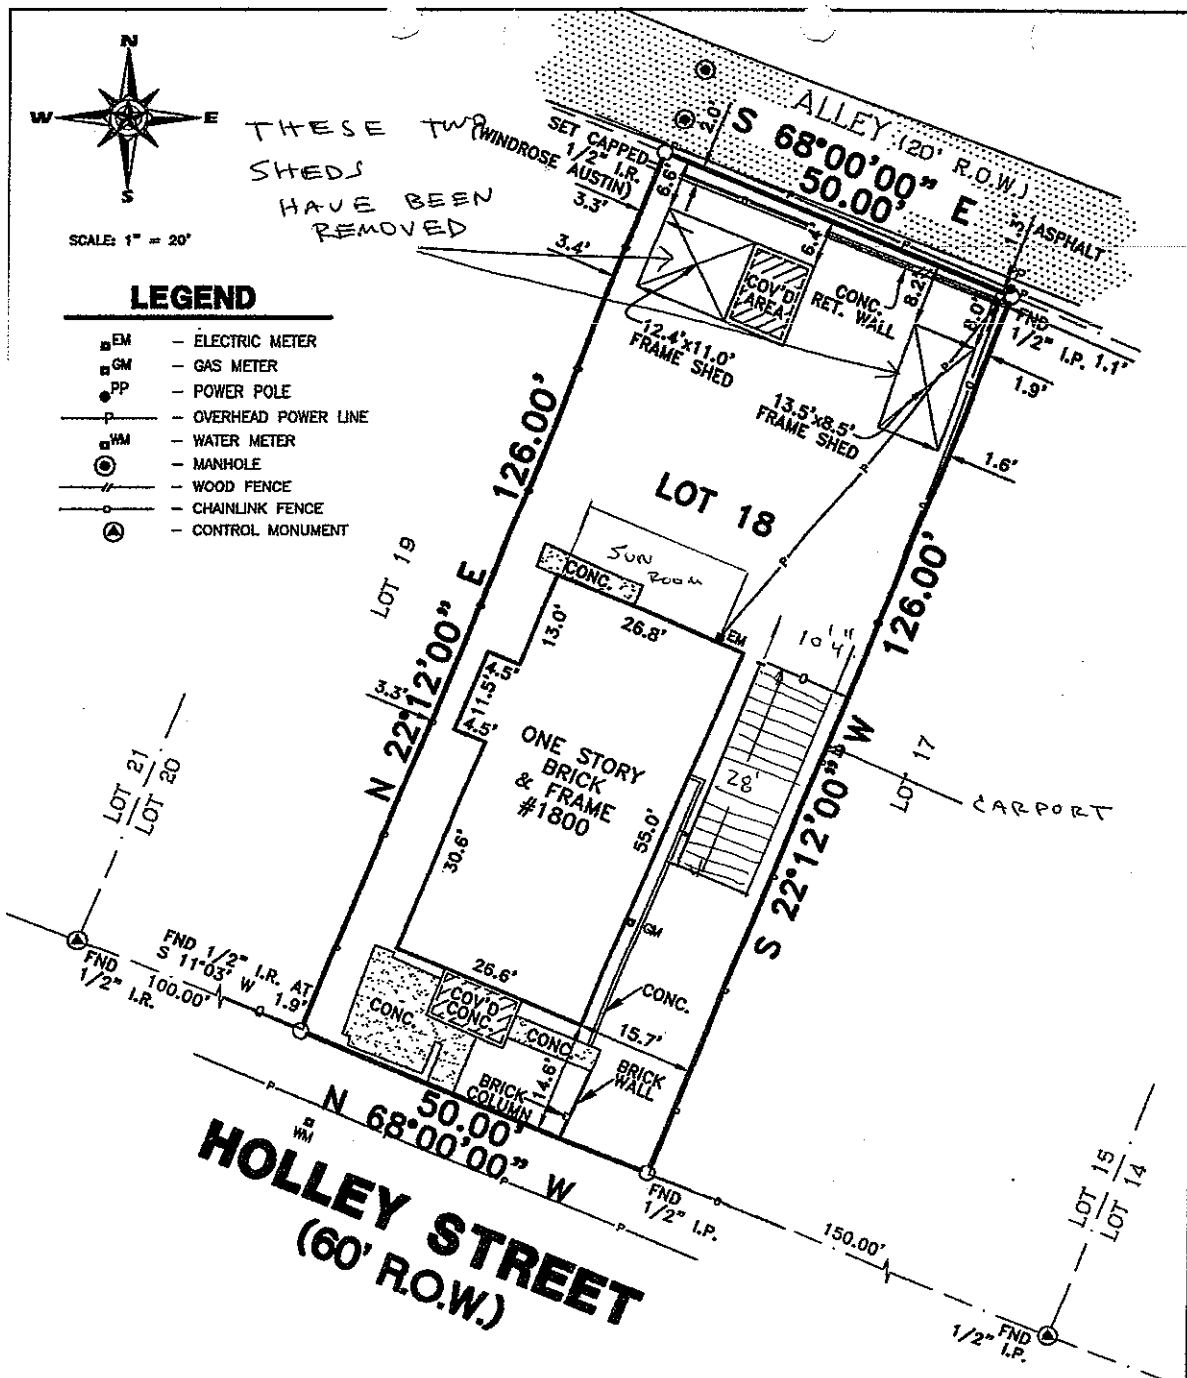 N
W
E
S
SCALE: 1" = 20'
THESE TWO
SHEDS
HAVE BEEN
REMOVED
LEGEND
EM – ELECTRIC METER
GM – GAS METER
PP – POWER POLE
P – OVERHEAD POWER LINE
WM – WATER METER
– MANHOLE
– WOOD FENCE
– CHAINLINK FENCE
– CONTROL MONUMENT
ALLEY (20' R.O.W.)
S 68°00'00" E
50.00'
SET CAPPED
1/2" I.R.
(WINDROSE
AUSTIN)
2.0'
6.6'
3.3'
3.4'
6.4'
8.2'
8.0'
1.3'
ASPHALT
PP
FND
1/2" I.P.
1.1'
1.9'
1.6'
COV'D
AREA
CONC.
RET. WALL
12.4'x11.0'
FRAME SHED
13.5'x8.5'
FRAME SHED
LOT 18
126.00'
N 22°12'00" E
LOT 19
3.3'
SUN
ROOM
CONC.
26.8'
EM
13.0'
4.5'
11.5'
4.5'
30.6'
55.0'
ONE STORY
BRICK
& FRAME
#1800
10' 4"
28'
CARPORT
126.00'
S 22°12'00" W
LOT 17
LOT 21
LOT 20
FND
1/2" I.R.
100.00'
FND 1/2" I.R. AT
S 11°03' W
1.9'
26.6'
CONC.
COV'D
CONC.
CONC.
GM
CONC.
15.7'
14.6'
BRICK
COLUMN
BRICK
WALL
50.00'
N 68°00'00" W
WM
HOLLEY STREET
(60' R.O.W.)
FND
1/2" I.P.
150.00'
LOT 15
LOT 14
FND
1/2" I.P.